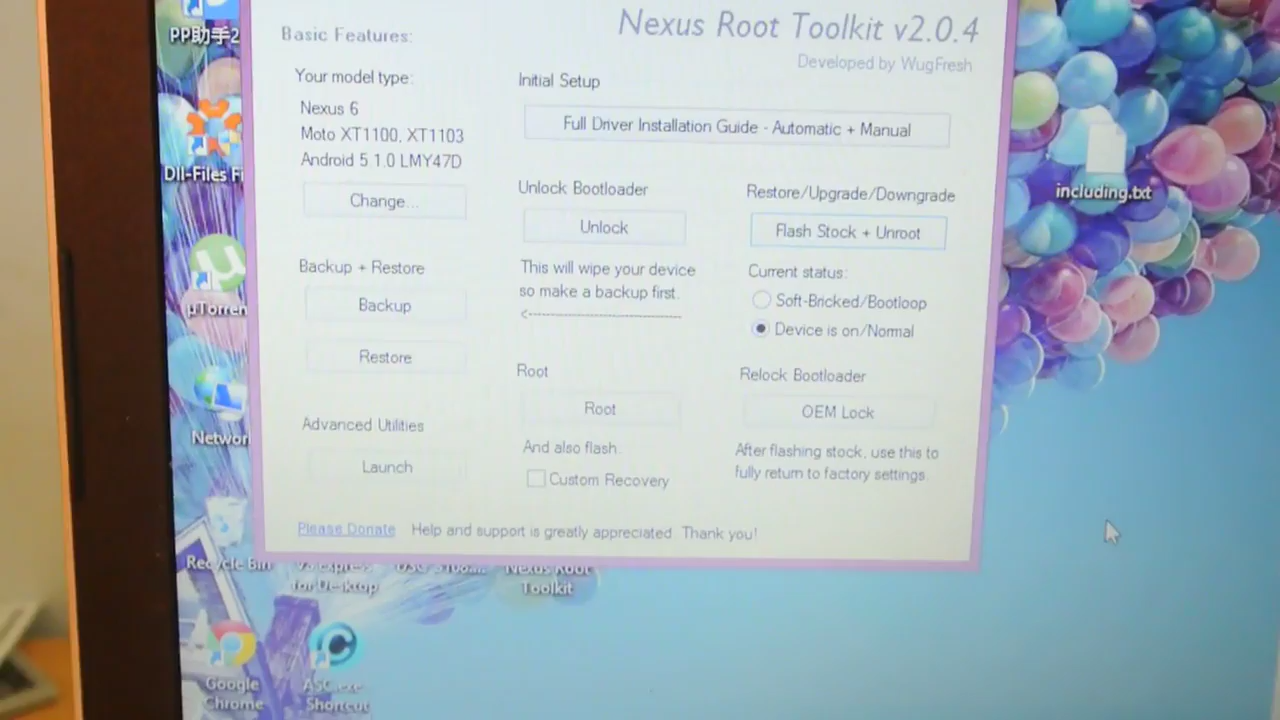 PP助手2
Nexus Root Toolkit v2.0.4
Developed by WugFresh
Basic Features:
Your model type:
Nexus 6
Moto XT1100, XT1103
Android 5.1.0 LMY47D
Change...
Initial Setup
Full Driver Installation Guide - Automatic + Manual
Unlock Bootloader
Unlock
This will wipe your device
so make a backup first.
<--------------------------------
Restore/Upgrade/Downgrade
Flash Stock + Unroot
Current status:
Soft-Bricked/Bootloop
Device is on/Normal
Backup + Restore
Backup
Restore
Root
Root
And also flash:
Custom Recovery
Relock Bootloader
OEM Lock
After flashing stock, use this to
fully return to factory settings.
Advanced Utilities
Launch
Please Donate Help and support is greatly appreciated. Thank you!
including.txt
Dll-Files Fi
µTorren
Networ
Recycle Bin
for Desktop
Nexus Root
Toolkit
Google
Chrome
ASC.exe
Shortcut